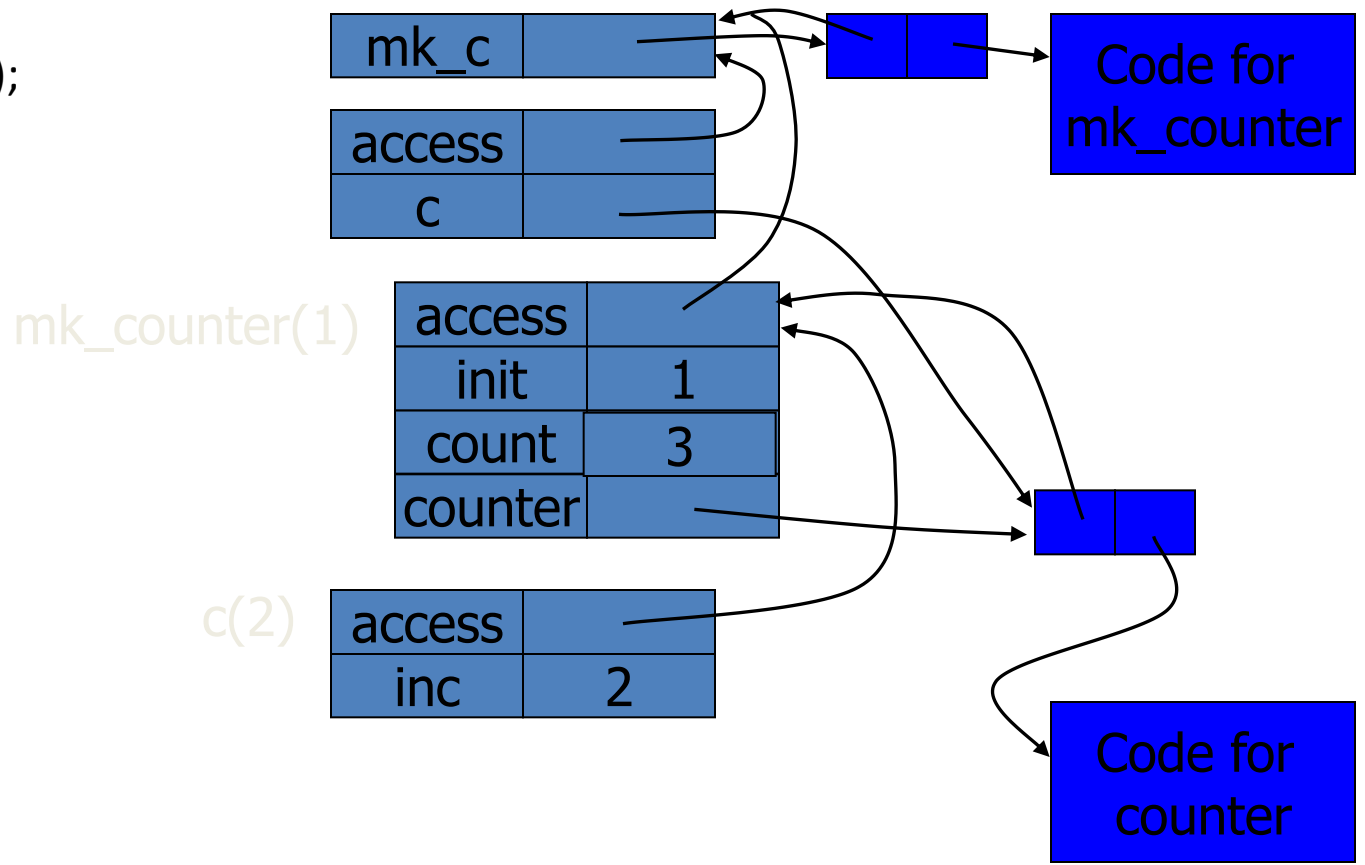 mk_c
Code for
mk_counter
);
access
c
mk_counter(1)
access
init 1
count 3
counter
c(2)
access
inc 2
Code for
counter